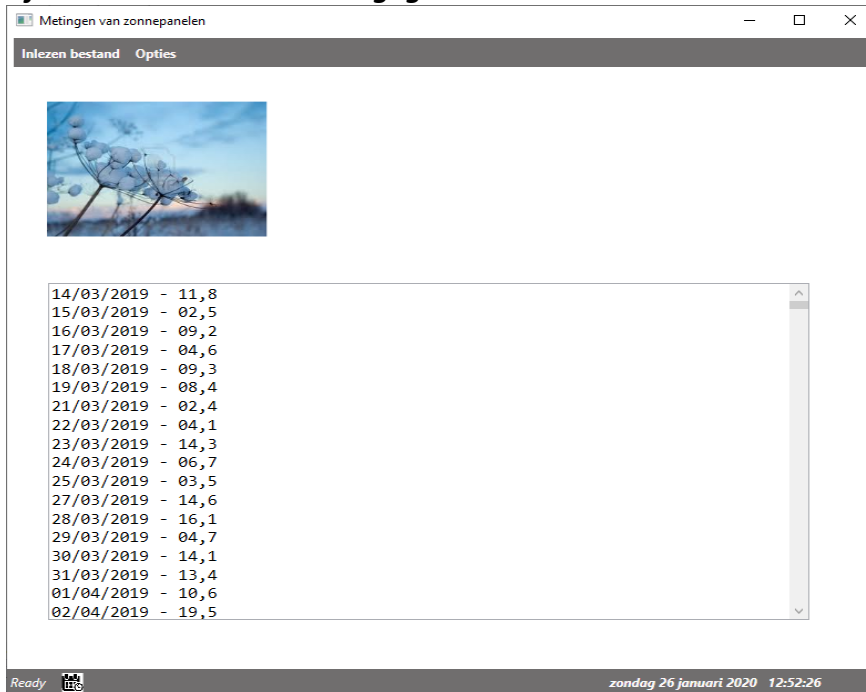 Metingen van zonnepanelen
Inlezen bestand Opties
14/03/2019 - 11,8
15/03/2019 - 02,5
16/03/2019 - 09,2
17/03/2019 - 04,6
18/03/2019 - 09,3
19/03/2019 - 08,4
21/03/2019 - 02,4
22/03/2019 - 04,1
23/03/2019 - 14,3
24/03/2019 - 06,7
25/03/2019 - 03,5
27/03/2019 - 14,6
28/03/2019 - 16,1
29/03/2019 - 04,7
30/03/2019 - 14,1
31/03/2019 - 13,4
01/04/2019 - 10,6
02/04/2019 - 19,5
Ready zondag 26 januari 2020 12:52:26